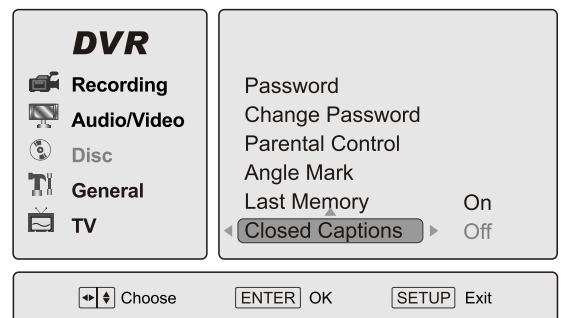 DVR
Recording
Audio/Video
Disc
General
TV
Password
Change Password
Parental Control
Angle Mark
Last Memory On
Closed Captions Off
Choose ENTER OK SETUP Exit